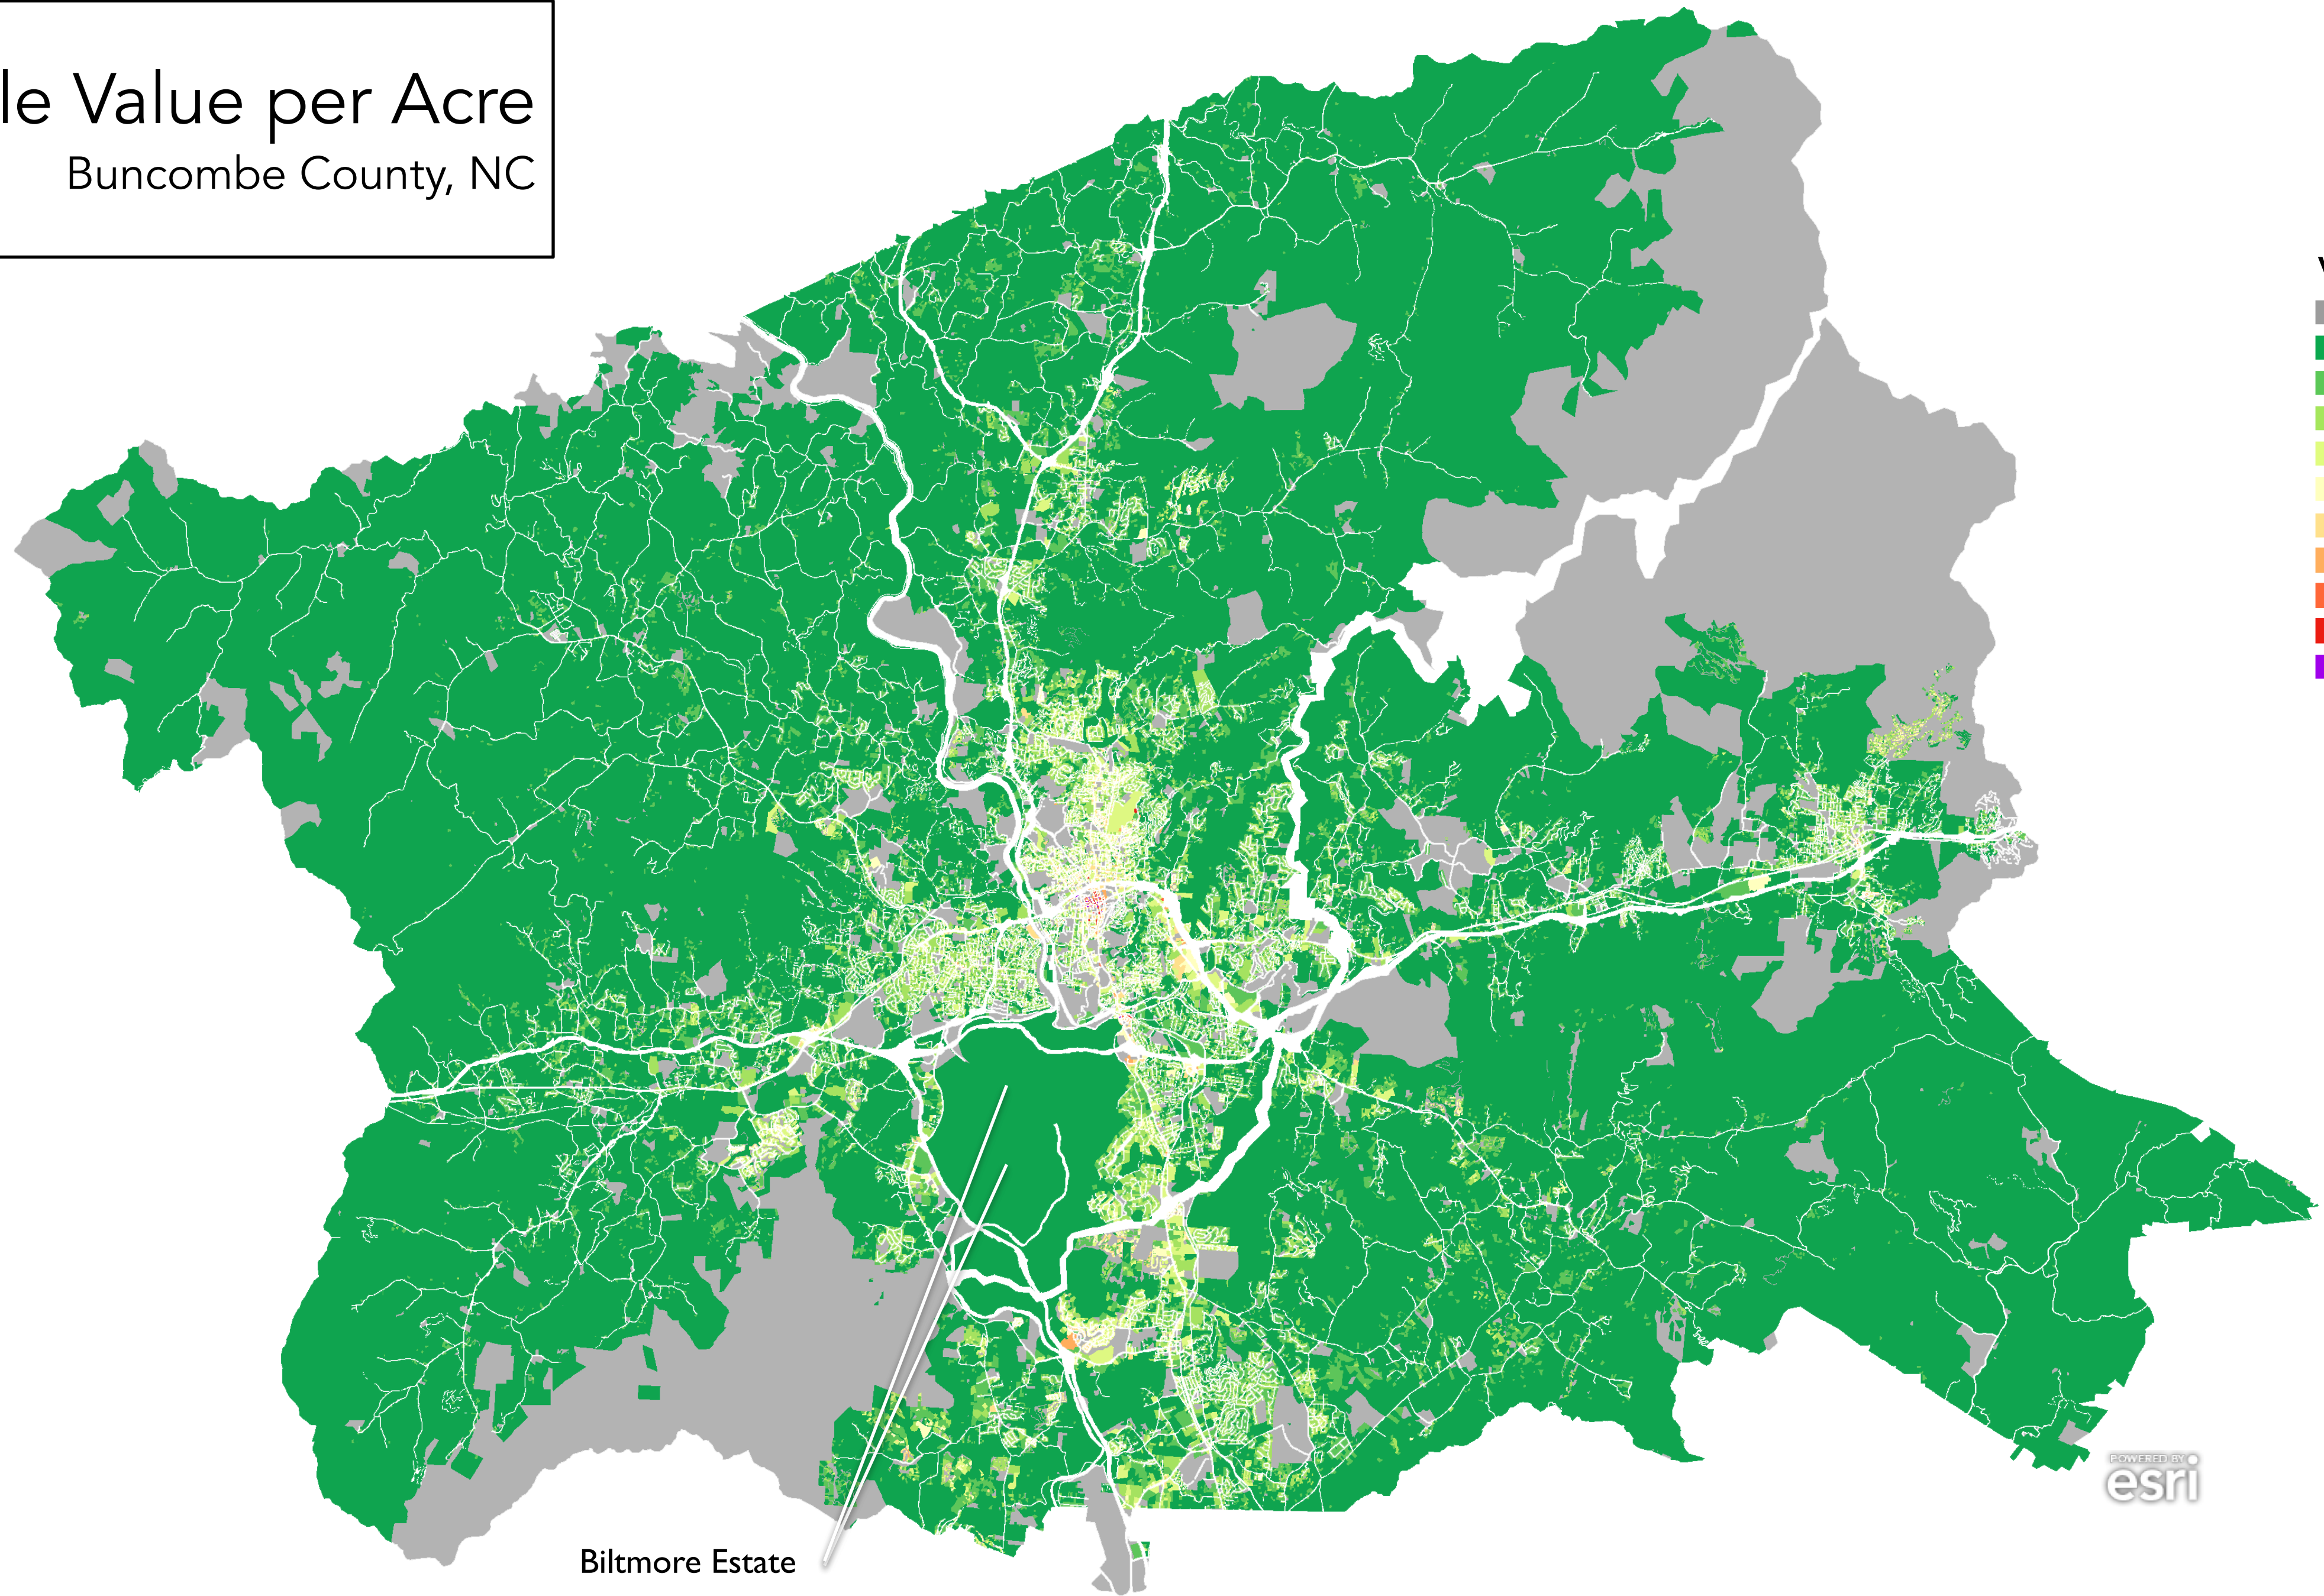 le Value per Acre
Buncombe County, NC
Biltmore Estate
POWERED BY
esri